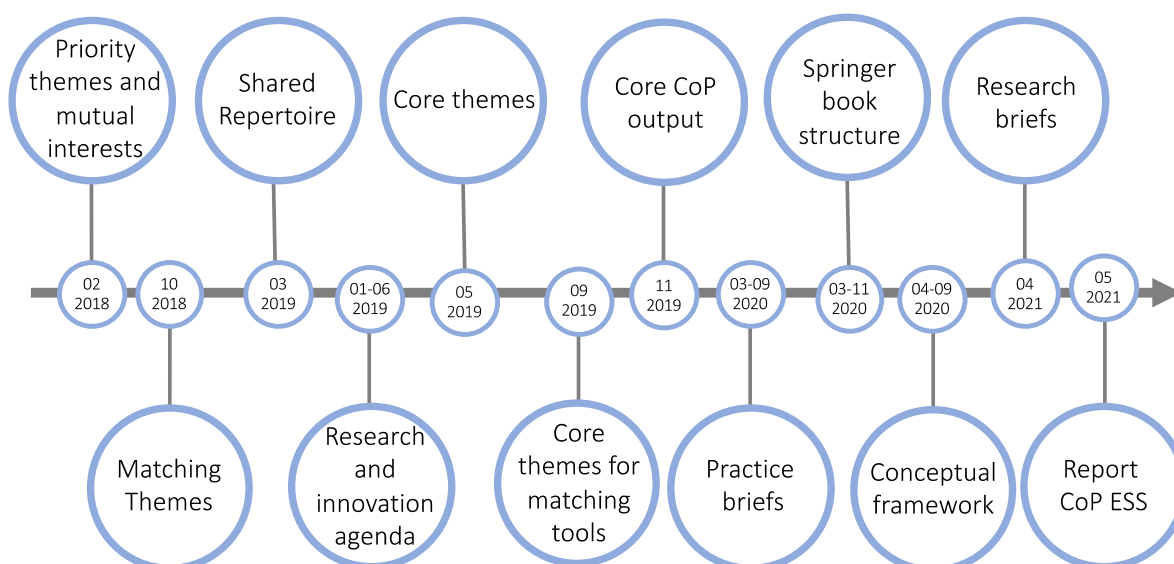 Priority
themes and
mutual
interests
Shared
Repertoire
Core themes
Core CoP
output
Springer
book
structure
Research
briefs
02
2018
10
2018
03
2019
01-06
2019
05
2019
09
2019
11
2019
03-09
2020
03-11
2020
04-09
2020
04
2021
05
2021
Matching
Themes
Research
and
innovation
agenda
Core
themes for
matching
tools
Practice
briefs
Conceptual
framework
Report
CoP ESS